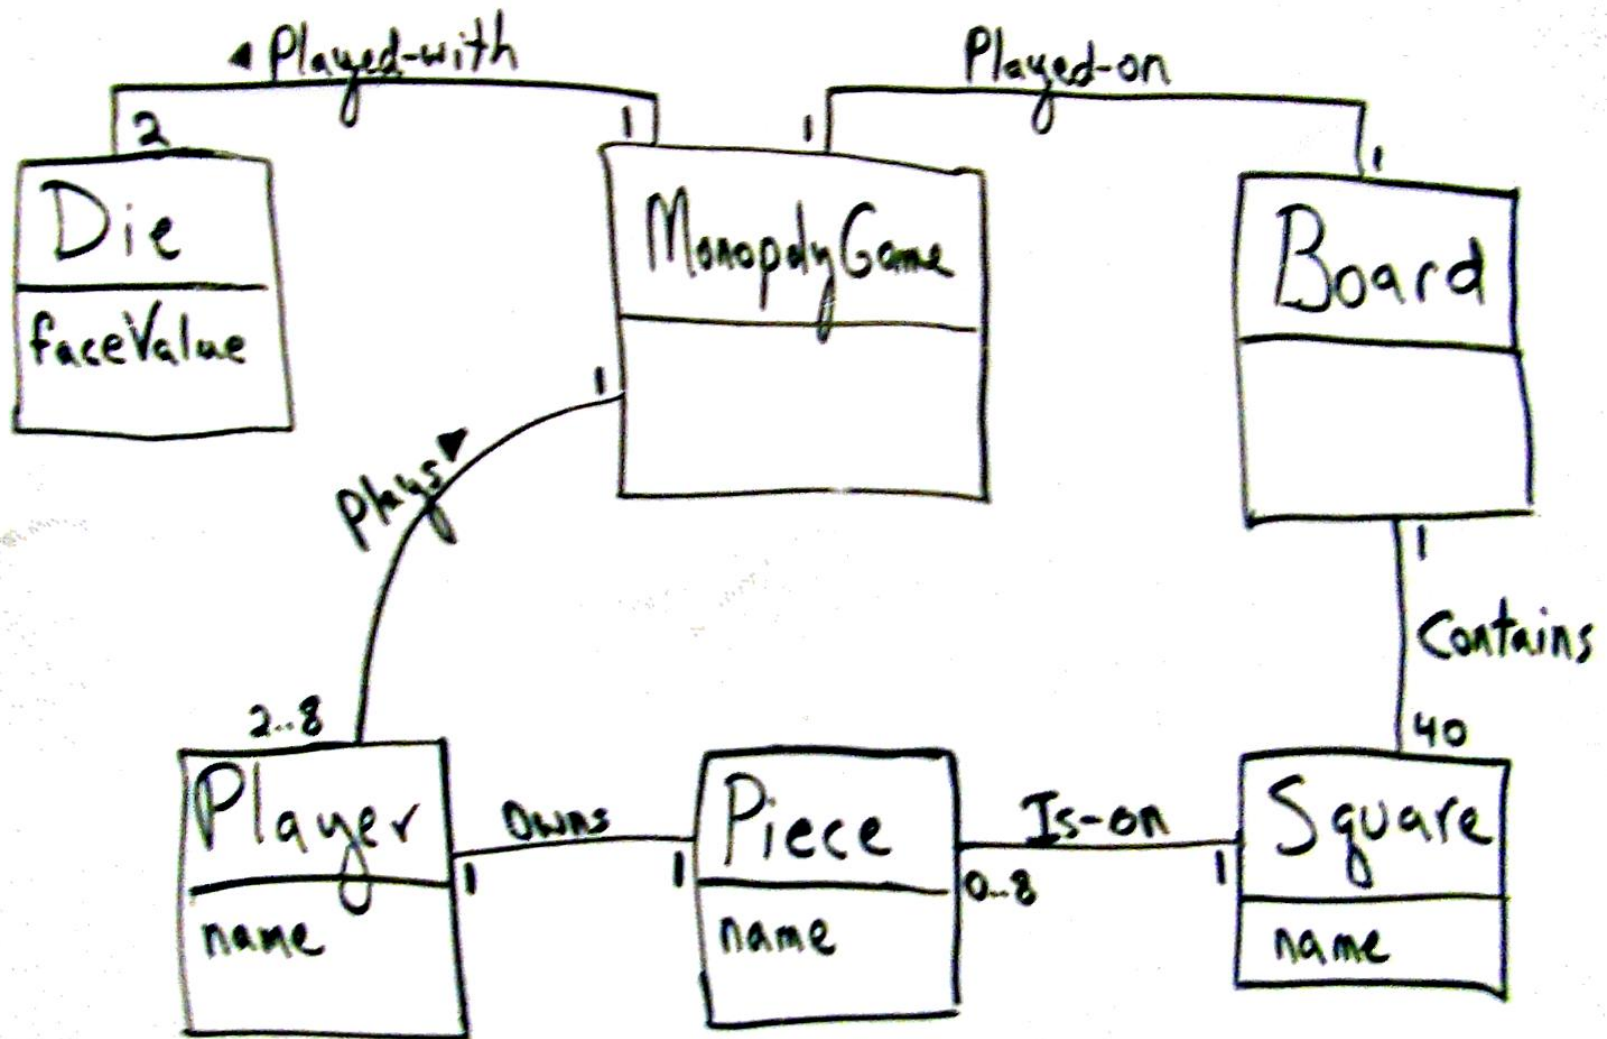 ◄ Played-with
Played-on
2
1
1
1
Die
faceValue
MonopolyGame
Board
1
Plays
1
Contains
2..8
40
Player
name
Owns
1
1
Piece
name
Is-on
0..8
1
Square
name